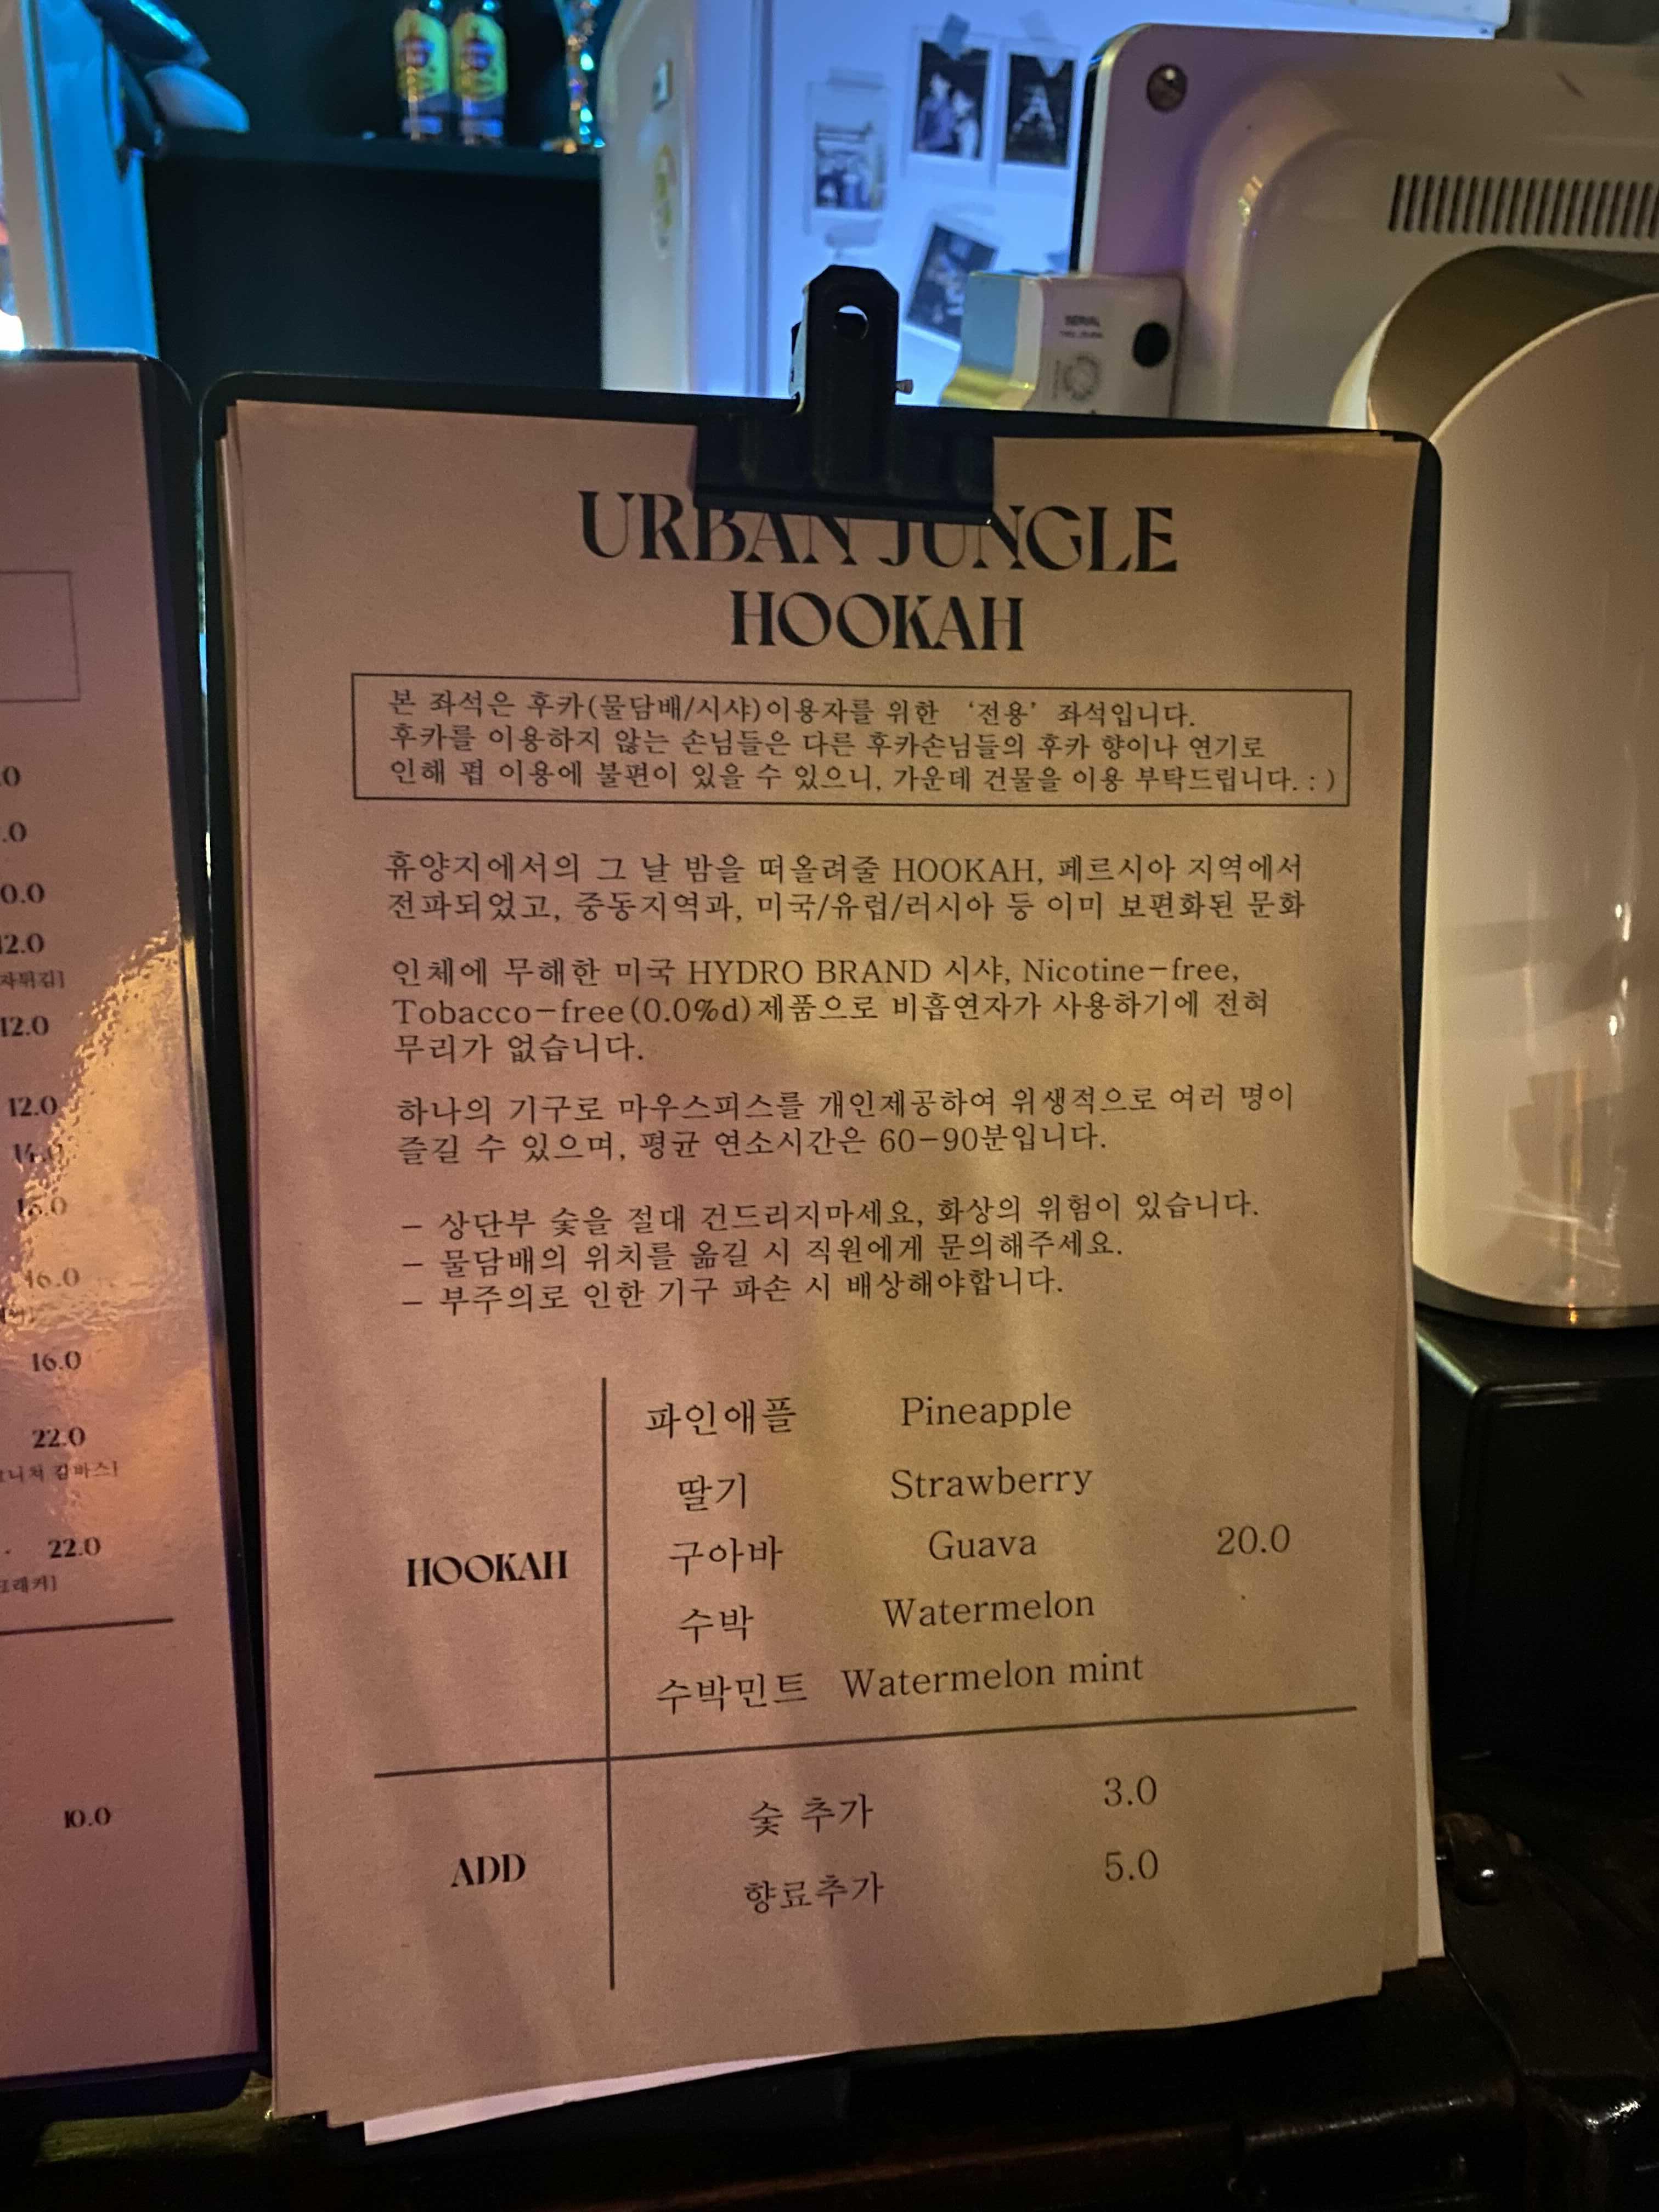 URBAN JUNGLE
HOOKAH
본 좌석은 후카(물담배/시샤)이용자를 위한 '전용' 좌석입니다.
후카를 이용하지 않는 손님들은 다른 후카손님들의 후카 향이나 연기로
인해 펍 이용에 불편이 있을 수 있으니, 가운데 건물을 이용 부탁드립니다. : )
휴양지에서의 그 날 밤을 떠올려줄 HOOKAH, 페르시아 지역에서
전파되었고, 중동지역과, 미국/유럽/러시아 등 이미 보편화된 문화
인체에 무해한 미국 HYDRO BRAND 시샤, Nicotine-free,
Tobacco-free(0.0%d)제품으로 비흡연자가 사용하기에 전혀
무리가 없습니다.
하나의 기구로 마우스피스를 개인제공하여 위생적으로 여러 명이
즐길 수 있으며, 평균 연소시간은 60-90분입니다.
- 상단부 숯을 절대 건드리지마세요, 화상의 위험이 있습니다.
- 물담배의 위치를 옮길 시 직원에게 문의해주세요.
- 부주의로 인한 기구 파손 시 배상해야합니다.
HOOKAH
파인애플 Pineapple
딸기 Strawberry
구아바 Guava 20.0
수박 Watermelon
수박민트 Watermelon mint
ADD
숯 추가 3.0
향료추가 5.0
12.0
12.0
12.0
16.0
16.0
22.0
22.0
10.0